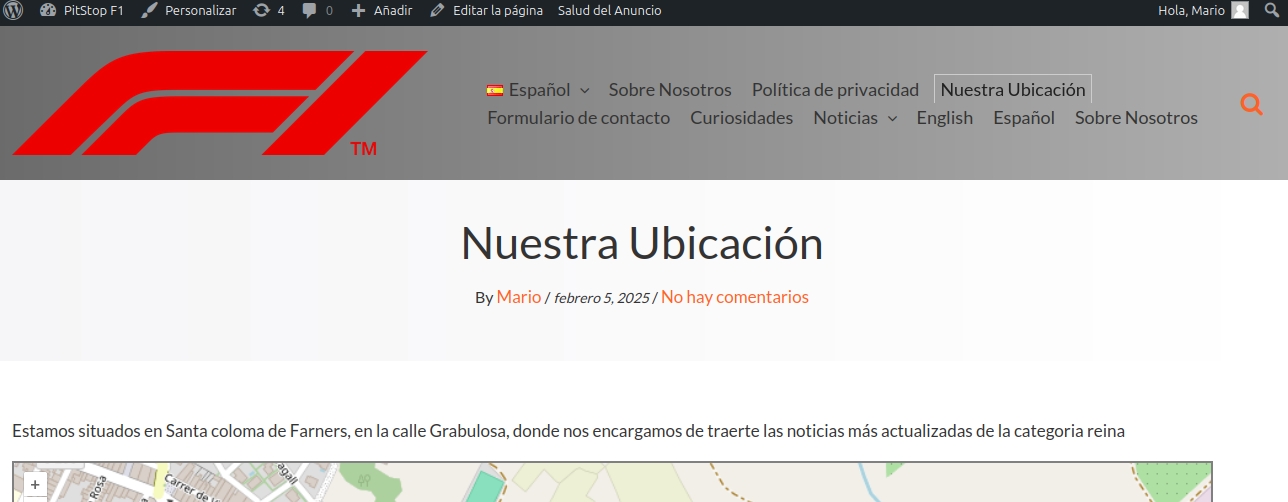 PitStop F1 Personalizar 4 0 Añadir Editar la página Salud del Anuncio Hola, Mario
F1 TM
Español Sobre Nosotros Política de privacidad Nuestra Ubicación
Formulario de contacto Curiosidades Noticias English Español Sobre Nosotros
Nuestra Ubicación
By Mario / febrero 5, 2025 / No hay comentarios
Estamos situados en Santa coloma de Farners, en la calle Grabulosa, donde nos encargamos de traerte las noticias más actualizadas de la categoria reina
+
Rosa
Carrer de